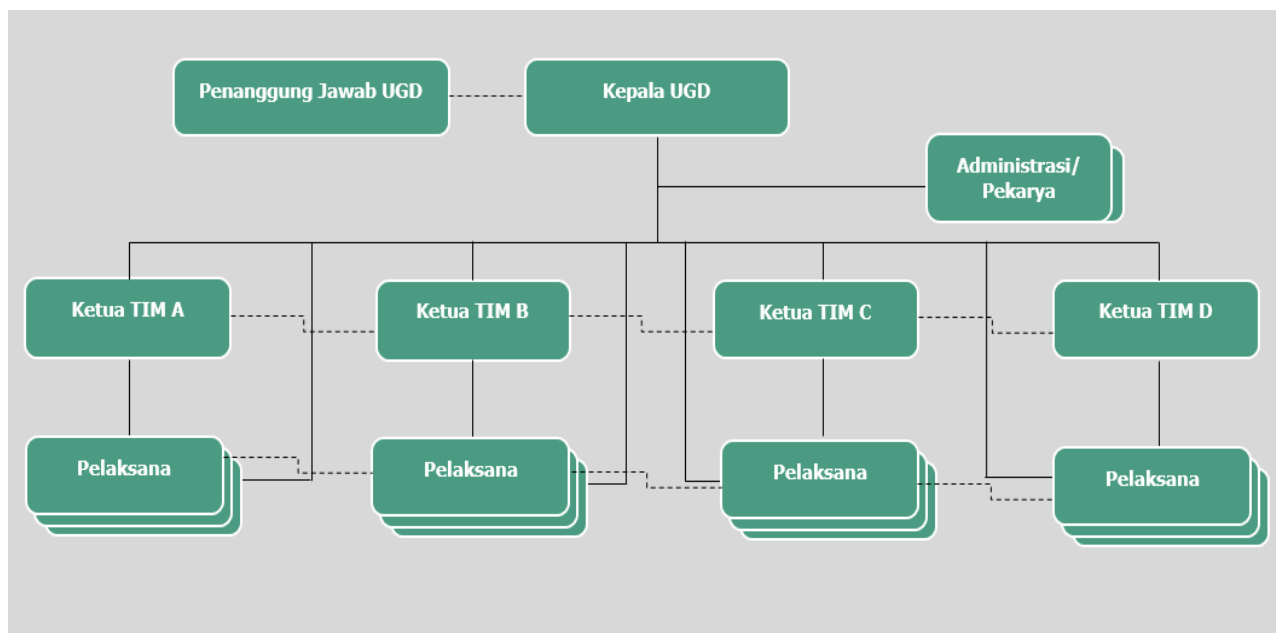 Penanggung Jawab UGD
Kepala UGD
Administrasi/
Pekarya
Ketua TIM A
Ketua TIM B
Ketua TIM C
Ketua TIM D
Pelaksana
Pelaksana
Pelaksana
Pelaksana